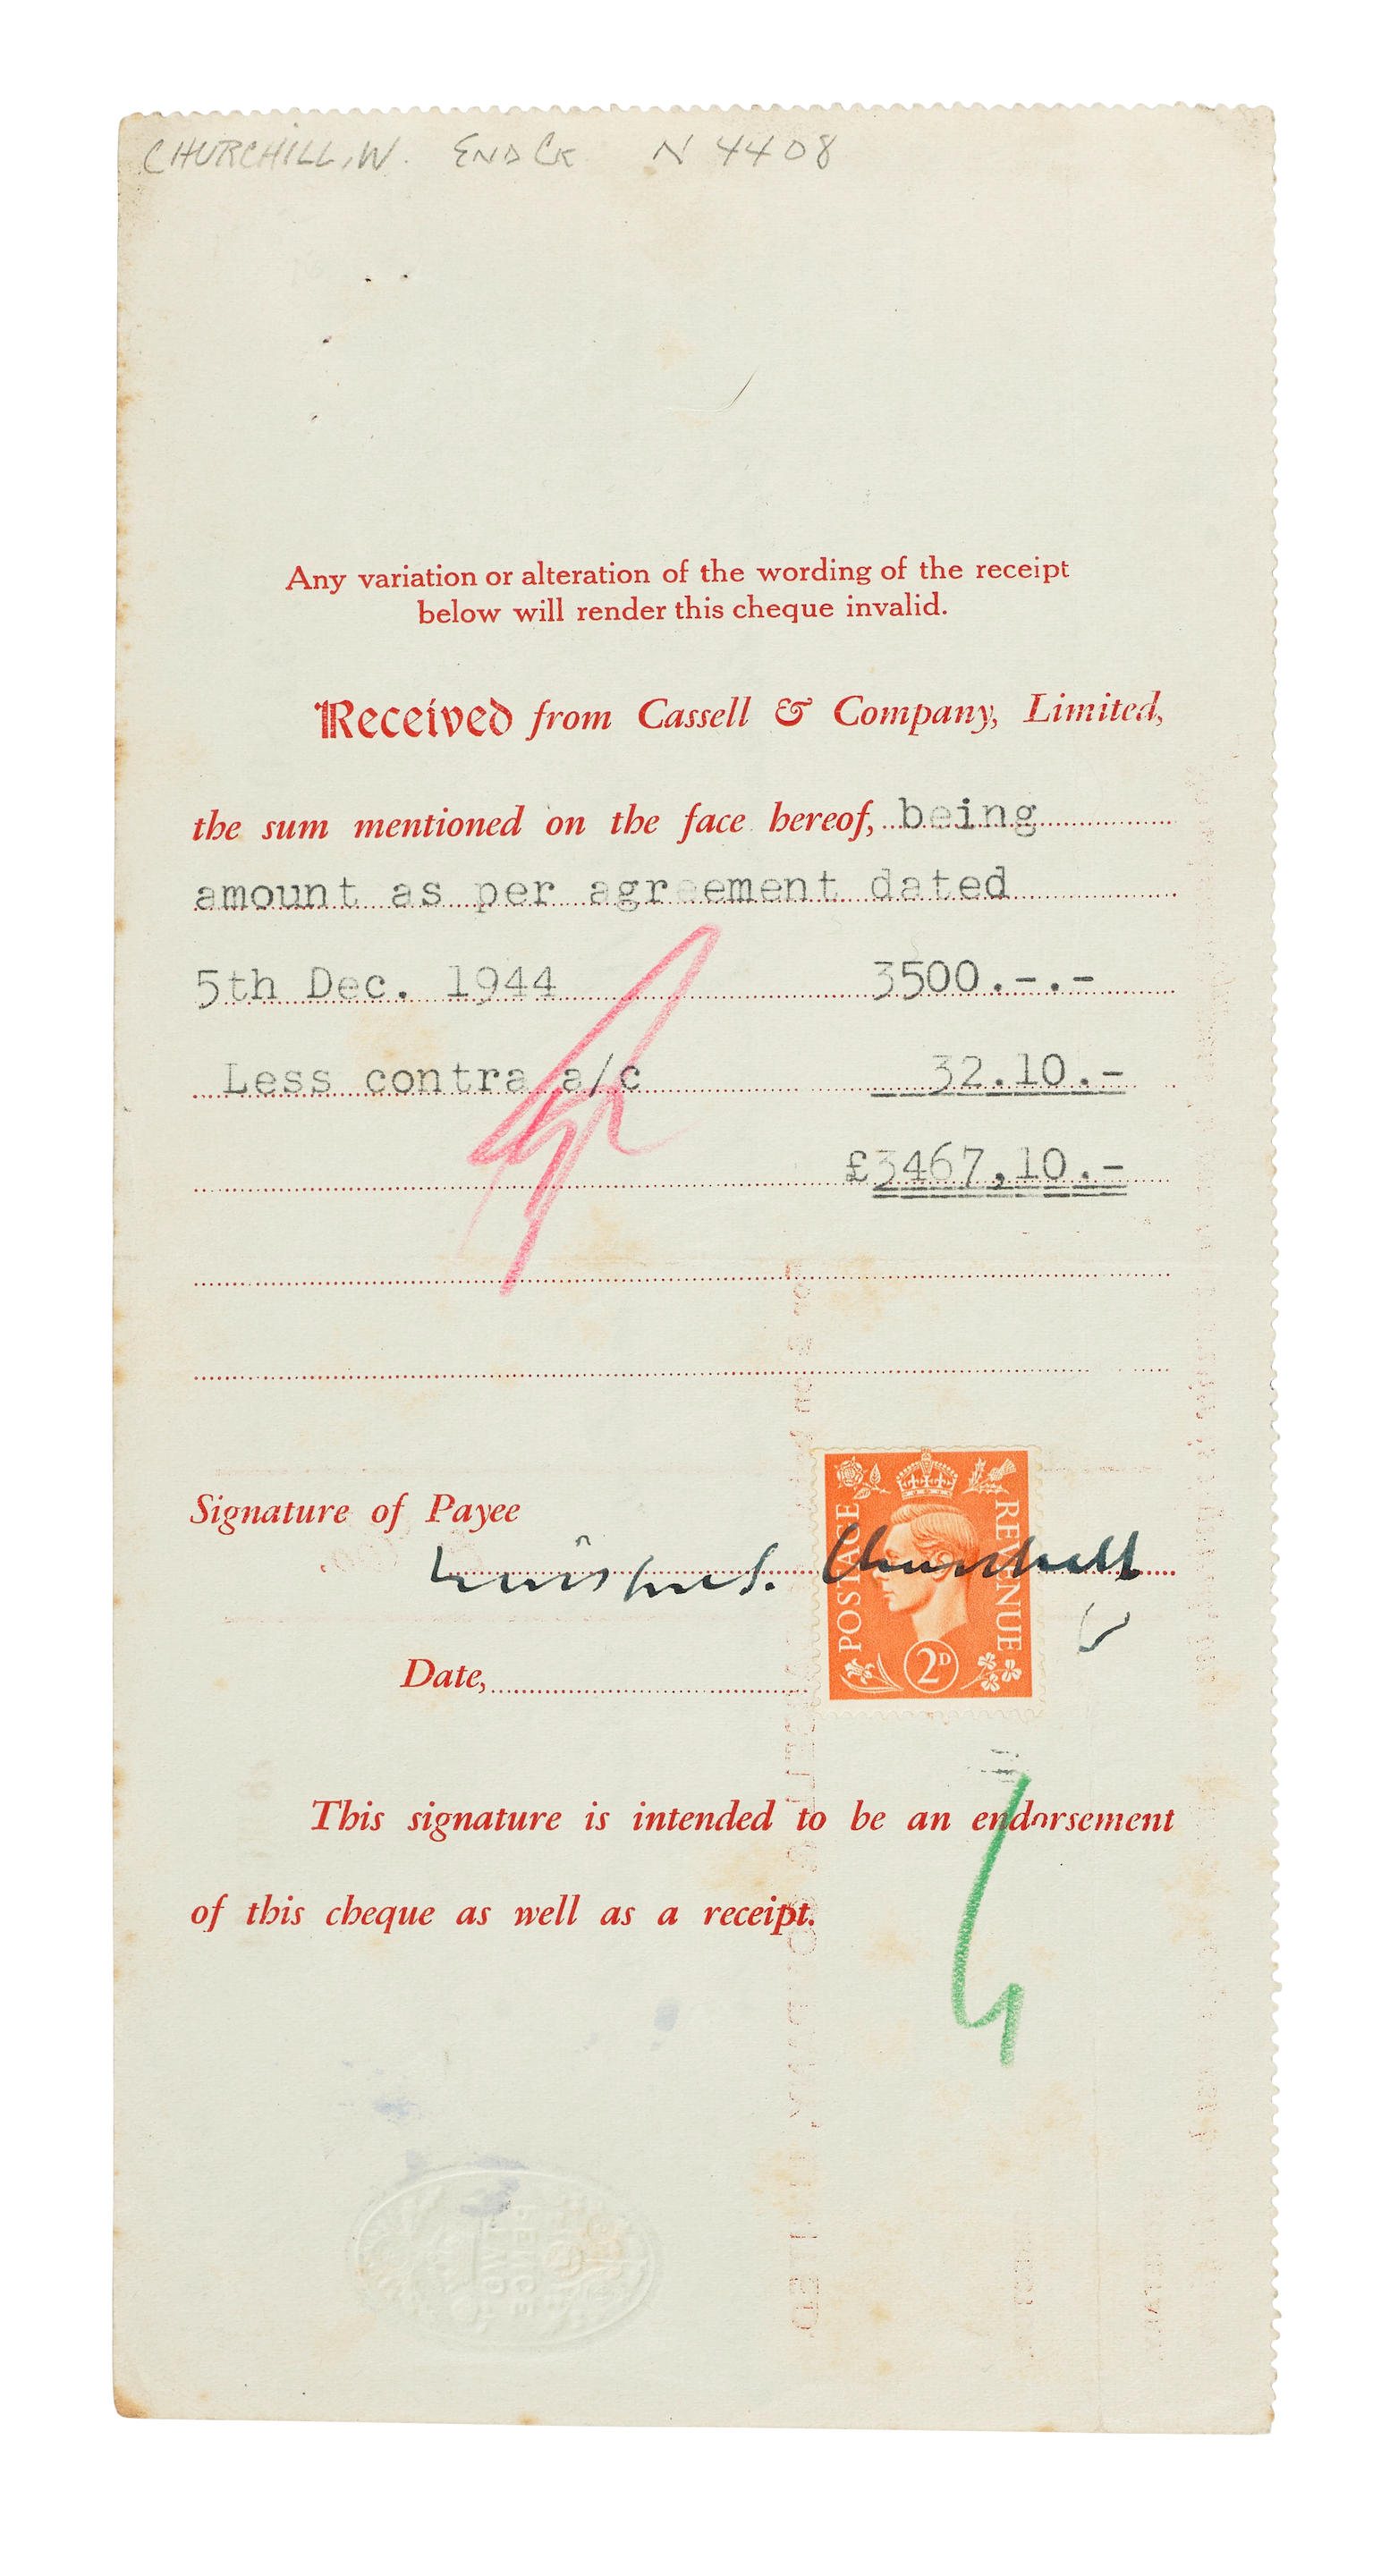 CHURCHILL, W. END CK N 4408
Any variation or alteration of the wording of the receipt
below will render this cheque invalid.
Received from Cassell & Company, Limited,
the sum mentioned on the face hereof, being
amount as per agreement dated
5th Dec. 1944 3500.-.-
Less contra a/c 32.10.-
£3467.10.-
Signature of Payee
Winston S. Churchill
POSTAGE REVENUE
2D
Date,
This signature is intended to be an endorsement
of this cheque as well as a receipt.